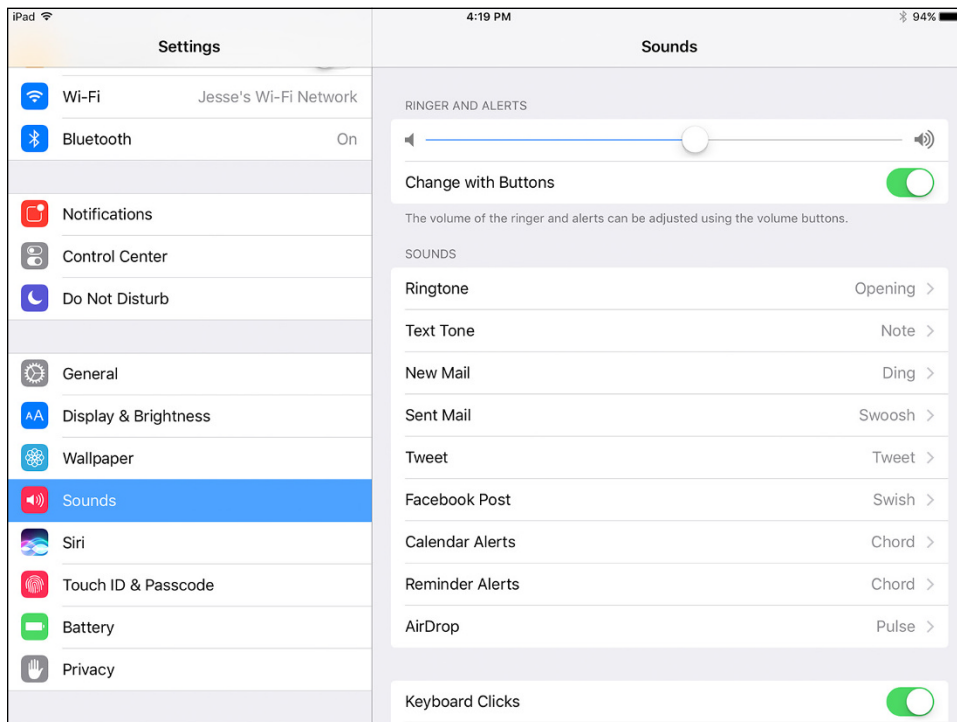 iPad 4:19 PM 94%
Settings
Sounds
Wi-Fi Jesse's Wi-Fi Network
Bluetooth On
Notifications
Control Center
Do Not Disturb
General
AA Display & Brightness
Wallpaper
Sounds
Siri
Touch ID & Passcode
Battery
Privacy
RINGER AND ALERTS
Change with Buttons
The volume of the ringer and alerts can be adjusted using the volume buttons.
SOUNDS
Ringtone Opening
Text Tone Note
New Mail Ding
Sent Mail Swoosh
Tweet Tweet
Facebook Post Swish
Calendar Alerts Chord
Reminder Alerts Chord
AirDrop Pulse
Keyboard Clicks